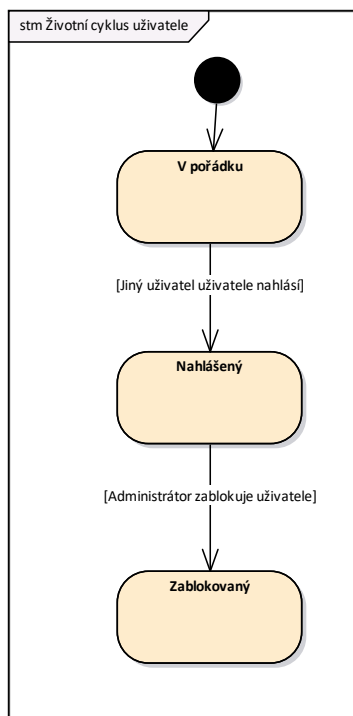 stm Životní cyklus uživatele
V pořádku
[Jiný uživatel uživatele nahlásí]
Nahlášený
[Administrátor zablokuje uživatele]
Zablokovaný